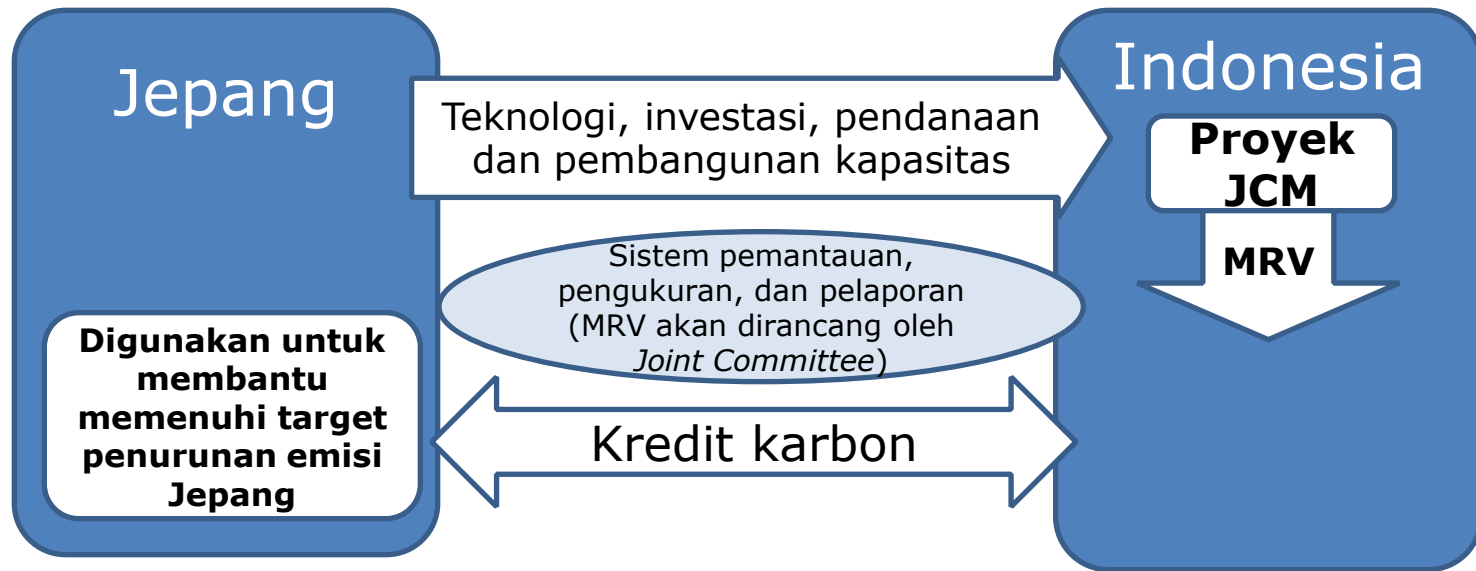 Jepang
Indonesia
Teknologi, investasi, pendanaan
dan pembangunan kapasitas
Proyek
JCM
MRV
Sistem pemantauan,
pengukuran, dan pelaporan
(MRV akan dirancang oleh
Joint Committee)
Digunakan untuk
membantu
memenuhi target
penurunan emisi
Jepang
Kredit karbon